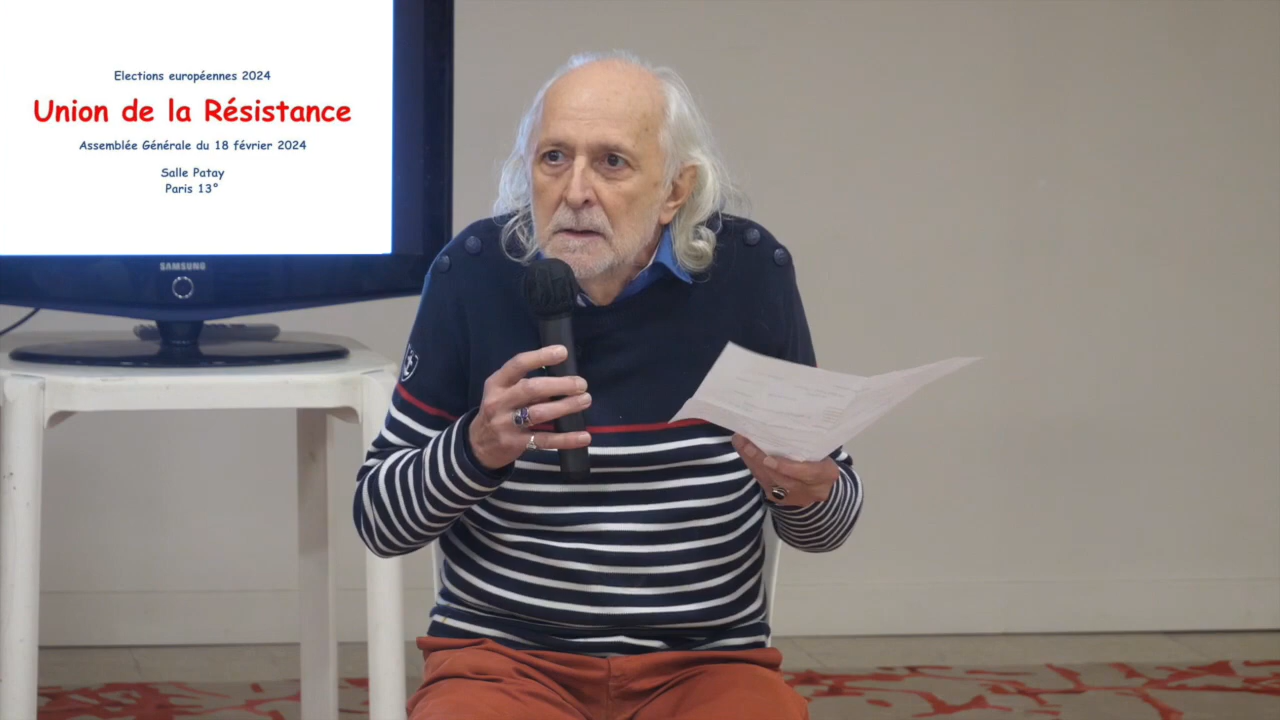 Elections européennes 2024
Union de la Résistance
Assemblée Générale du 18 février 2024
Salle Patay
Paris 13°
SAMSUNG